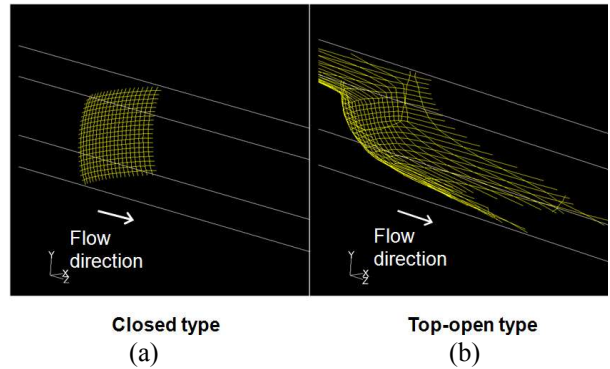 Flow
direction
Y
X
Z
Flow
direction
Y
X
Z
Closed type
Top-open type
(a)
(b)